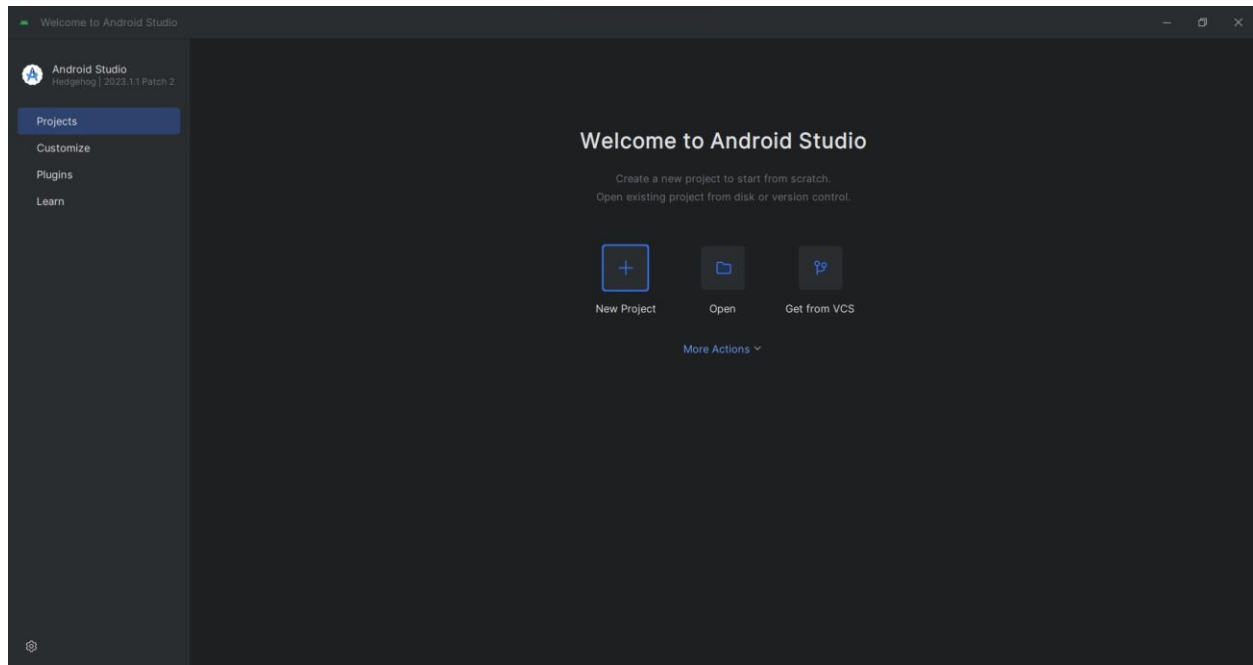 Welcome to Android Studio
Android Studio
Hedgehog | 2023.1.1 Patch 2
Projects
Customize
Plugins
Learn
Welcome to Android Studio
Create a new project to start from scratch.
Open existing project from disk or version control.
New Project
Open
Get from VCS
More Actions